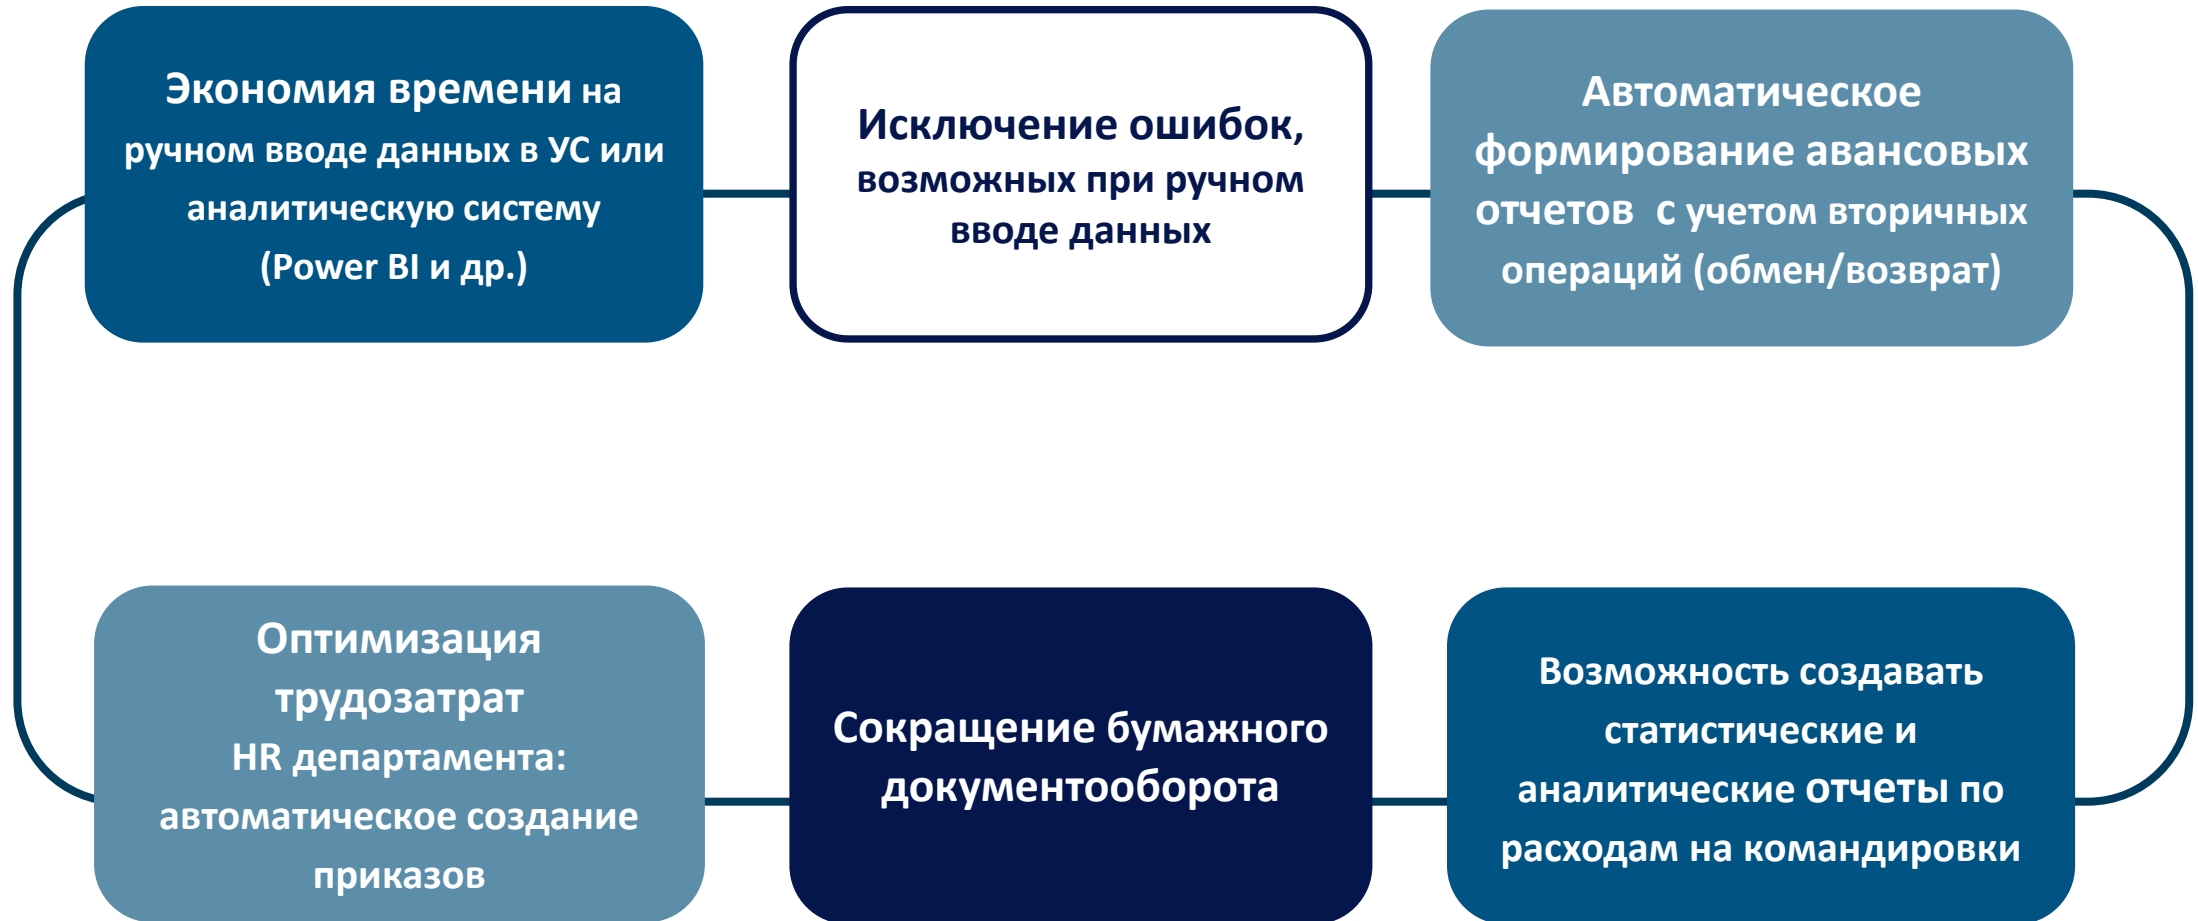 Экономия времени на
ручном вводе данных в УС или
аналитическую систему
(Power BI и др.)
Исключение ошибок,
возможных при ручном
вводе данных
Автоматическое
формирование авансовых
отчетов с учетом вторичных
операций (обмен/возврат)
Оптимизация
трудозатрат
HR департамента:
автоматическое создание
приказов
Сокращение бумажного
документооборота
Возможность создавать
статистические и
аналитические отчеты по
расходам на командировки